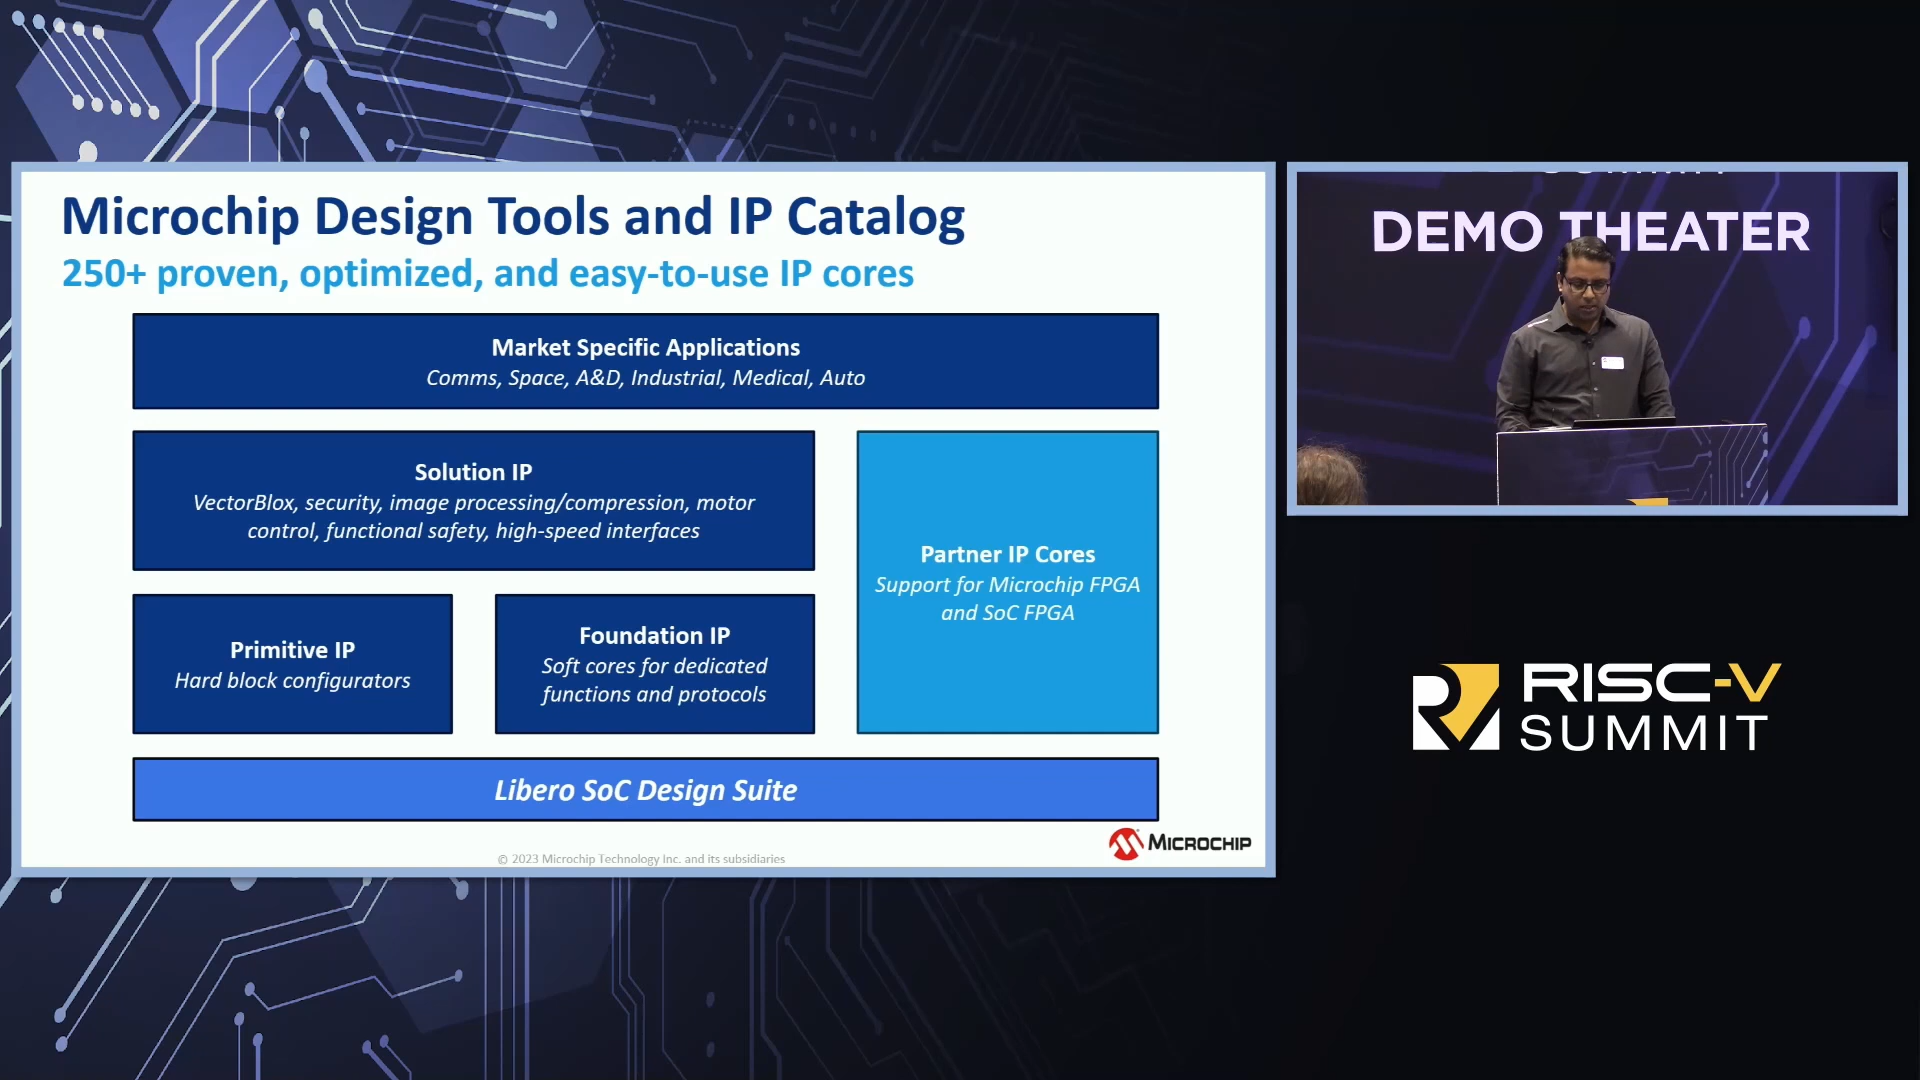 Microchip Design Tools and IP Catalog
250+ proven, optimized, and easy-to-use IP cores
Market Specific Applications
Comms, Space, A&D, Industrial, Medical, Auto
Solution IP
VectorBlox, security, image processing/compression, motor
control, functional safety, high-speed interfaces
Primitive IP
Hard block configurators
Foundation IP
Soft cores for dedicated
functions and protocols
Partner IP Cores
Support for Microchip FPGA
and SoC FPGA
Libero SoC Design Suite
MICROCHIP
© 2023 Microchip Technology Inc. and its subsidiaries
SUMMIT
DEMO THEATER
RISC-V
SUMMIT